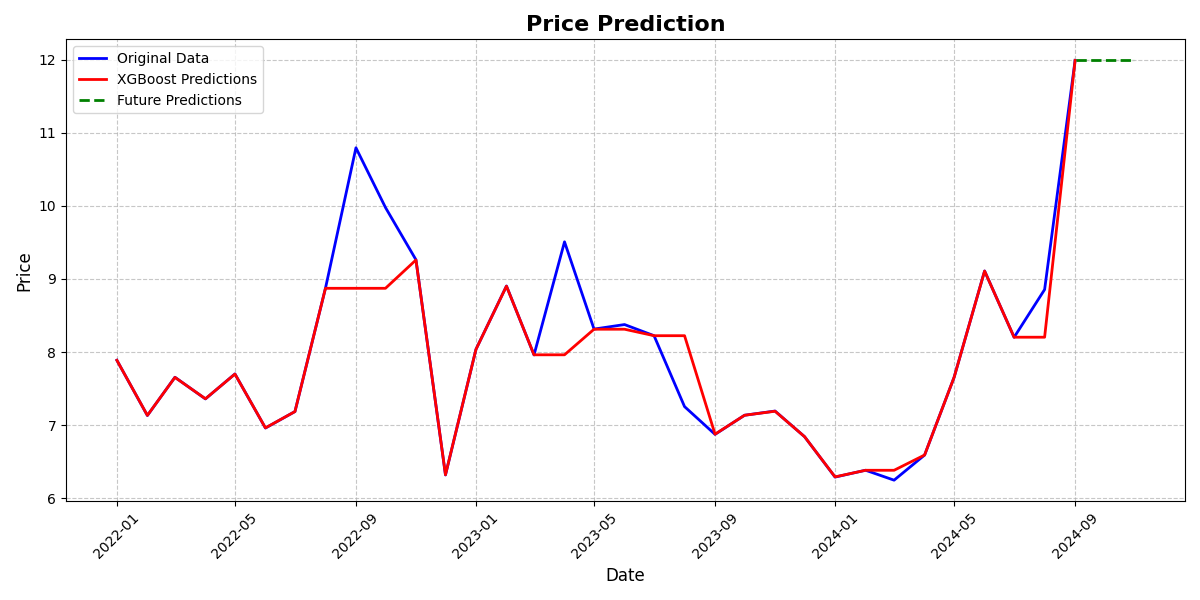 Price Prediction
Original Data
XGBoost Predictions
Future Predictions
Price
12
11
10
9
8
7
6
2022-01
2022-05
2022-09
2023-01
2023-05
2023-09
2024-01
2024-05
2024-09
Date